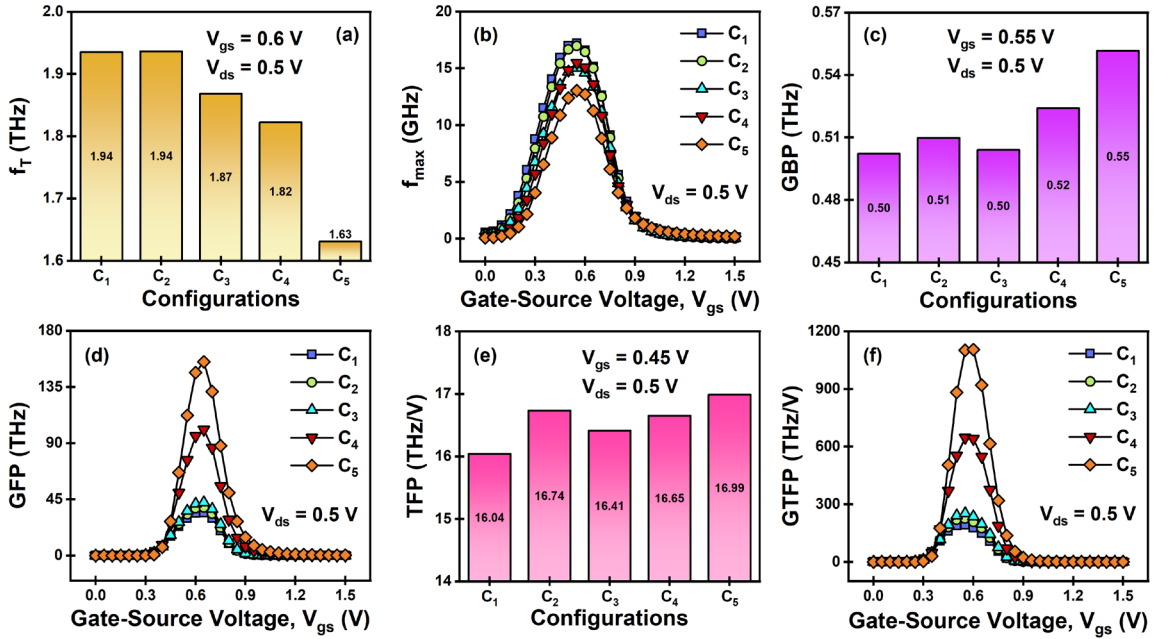 (a)
V_gs = 0.6 V
V_ds = 0.5 V
f_T (THz)
2.0
1.9
1.8
1.7
1.6
1.94
1.94
1.87
1.82
1.63
C_1 C_2 C_3 C_4 C_5
Configurations
(b)
C_1
C_2
C_3
C_4
C_5
V_ds = 0.5 V
f_max (GHz)
20
15
10
5
0
0.0 0.3 0.6 0.9 1.2 1.5
Gate-Source Voltage, V_gs (V)
(c)
V_gs = 0.55 V
V_ds = 0.5 V
GBP (THz)
0.57
0.54
0.51
0.48
0.45
0.50
0.51
0.50
0.52
0.55
C_1 C_2 C_3 C_4 C_5
Configurations
(d)
C_1
C_2
C_3
C_4
C_5
V_ds = 0.5 V
GFP (THz)
180
135
90
45
0
0.0 0.3 0.6 0.9 1.2 1.5
Gate-Source Voltage, V_gs (V)
(e)
V_gs = 0.45 V
V_ds = 0.5 V
TFP (THz/V)
18
17
16
15
14
16.04
16.74
16.41
16.65
16.99
C_1 C_2 C_3 C_4 C_5
Configurations
(f)
C_1
C_2
C_3
C_4
C_5
V_ds = 0.5 V
GTFP (THz/V)
1200
900
600
300
0
0.0 0.3 0.6 0.9 1.2 1.5
Gate-Source Voltage, V_gs (V)